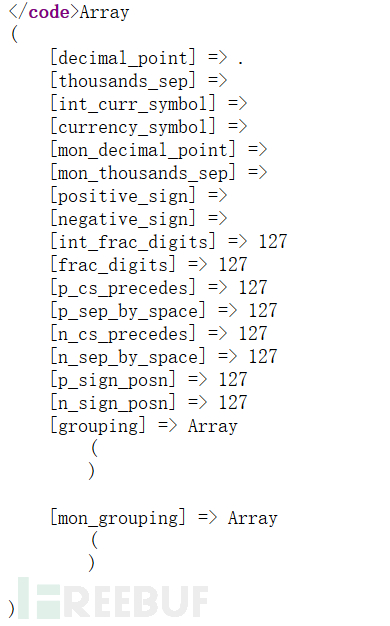 </code>Array
(
    [decimal_point] => .
    [thousands_sep] =>
    [int_curr_symbol] =>
    [currency_symbol] =>
    [mon_decimal_point] =>
    [mon_thousands_sep] =>
    [positive_sign] =>
    [negative_sign] =>
    [int_frac_digits] => 127
    [frac_digits] => 127
    [p_cs_precedes] => 127
    [p_sep_by_space] => 127
    [n_cs_precedes] => 127
    [n_sep_by_space] => 127
    [p_sign_posn] => 127
    [n_sign_posn] => 127
    [grouping] => Array
        (
        )

    [mon_grouping] => Array
        (
        )

)
FREEBUF